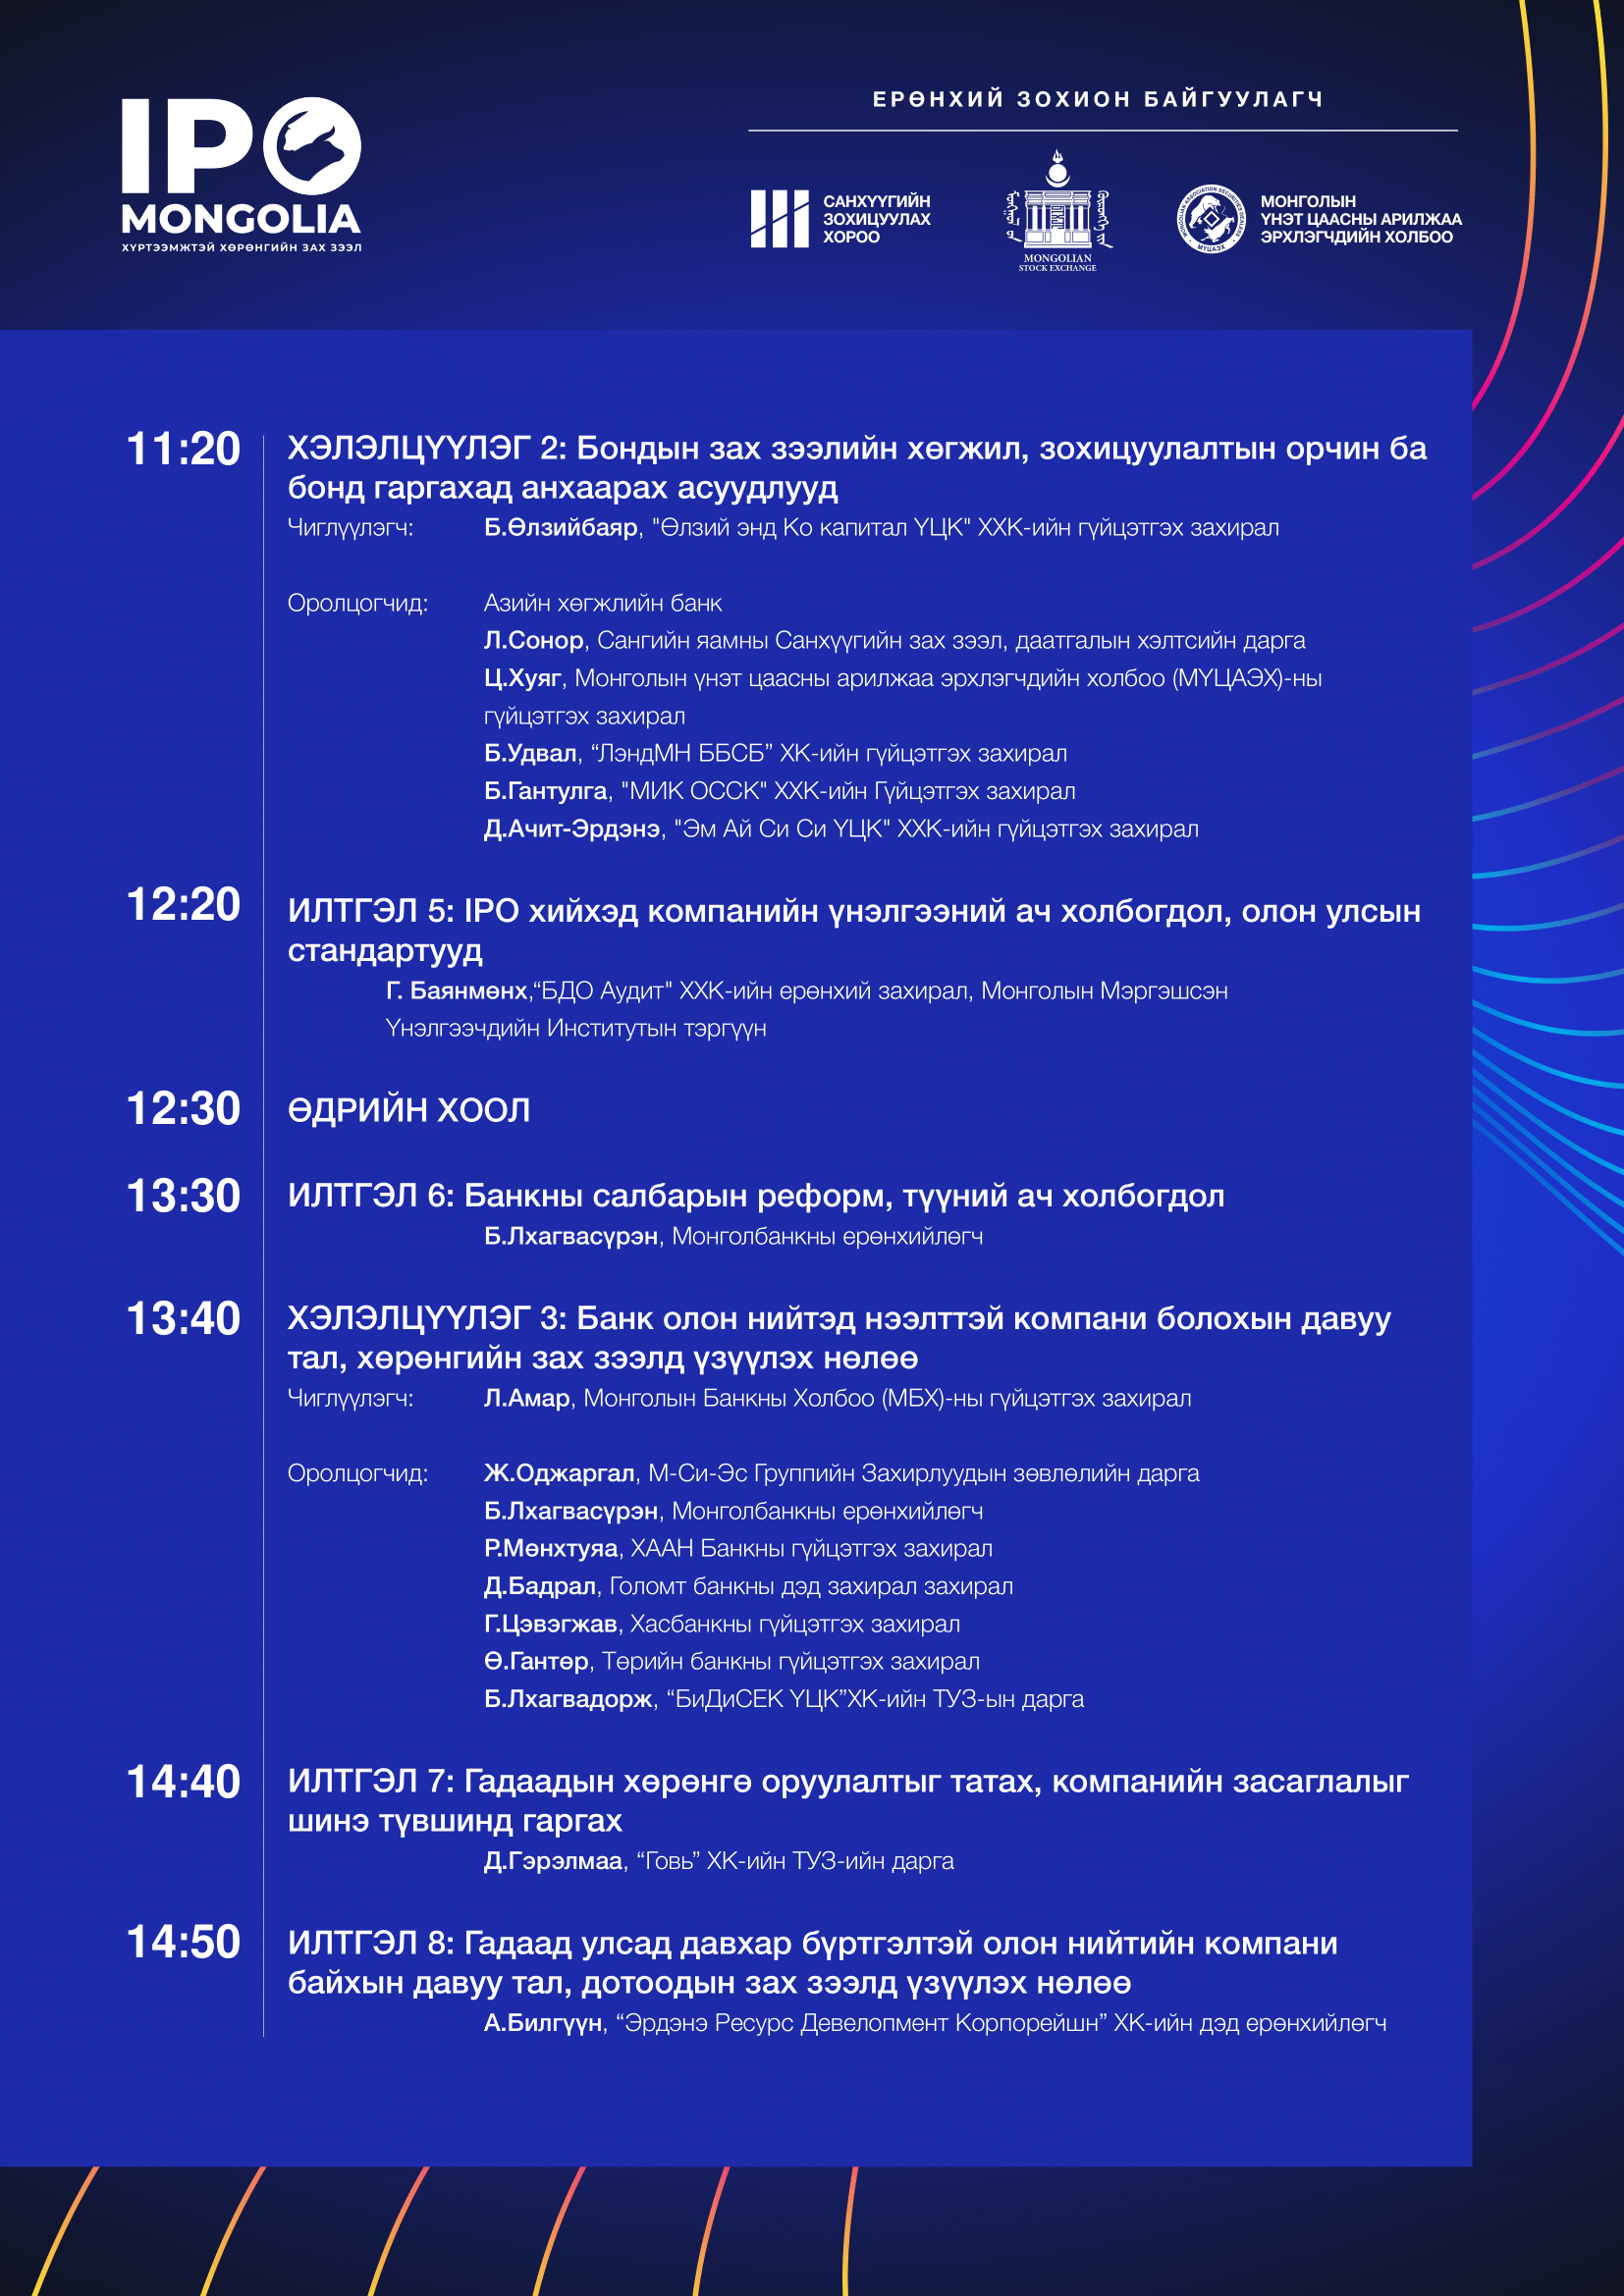 IPO
MONGOLIA
ХҮРТЭЭМЖТЭЙ ХӨРӨНГИЙН ЗАХ ЗЭЭЛ
ЕРӨНХИЙ ЗОХИОН БАЙГУУЛАГЧ
САНХҮҮГИЙН
ЗОХИЦУУЛАХ
ХОРОО
MONGOLIAN
STOCK EXCHANGE
МҮЦАЭХ
МОНГОЛЫН
ҮНЭТ ЦААСНЫ АРИЛЖАА
ЭРХЛЭГЧДИЙН ХОЛБОО
11:20
ХЭЛЭЛЦҮҮЛЭГ 2: Бондын зах зээлийн хөгжил, зохицуулалтын орчин ба
бонд гаргахад анхаарах асуудлууд
Чиглүүлэгч: Б.Өлзийбаяр, "Өлзий энд Ко капитал ҮЦК" ХХК-ийн гүйцэтгэх захирал
Оролцогчид: Азийн хөгжлийн банк
Л.Сонор, Сангийн яамны Санхүүгийн зах зээл, даатгалын хэлтсийн дарга
Ц.Хуяг, Монголын үнэт цаасны арилжаа эрхлэгчдийн холбоо (МҮЦАЭХ)-ны
гүйцэтгэх захирал
Б.Удвал, “ЛэндМН ББСБ” ХК-ийн гүйцэтгэх захирал
Б.Гантулга, "МИК ОССК" ХХК-ийн Гүйцэтгэх захирал
Д.Ачит-Эрдэнэ, "Эм Ай Си Си ҮЦК" ХХК-ийн гүйцэтгэх захирал
12:20
ИЛТГЭЛ 5: IPO хийхэд компанийн үнэлгээний ач холбогдол, олон улсын
стандартууд
Г. Баянмөнх,“БДО Аудит" ХХК-ийн ерөнхий захирал, Монголын Мэргэшсэн
Үнэлгээчдийн Институтын тэргүүн
12:30
ӨДРИЙН ХООЛ
13:30
ИЛТГЭЛ 6: Банкны салбарын реформ, түүний ач холбогдол
Б.Лхагвасүрэн, Монголбанкны ерөнхийлөгч
13:40
ХЭЛЭЛЦҮҮЛЭГ 3: Банк олон нийтэд нээлттэй компани болохын давуу
тал, хөрөнгийн зах зээлд үзүүлэх нөлөө
Чиглүүлэгч: Л.Амар, Монголын Банкны Холбоо (МБХ)-ны гүйцэтгэх захирал
Оролцогчид: Ж.Оджаргал, М-Си-Эс Группийн Захирлуудын зөвлөлийн дарга
Б.Лхагвасүрэн, Монголбанкны ерөнхийлөгч
Р.Мөнхтуяа, ХААН Банкны гүйцэтгэх захирал
Д.Бадрал, Голомт банкны дэд захирал захирал
Г.Цэвэгжав, Хасбанкны гүйцэтгэх захирал
Ө.Гантөр, Төрийн банкны гүйцэтгэх захирал
Б.Лхагвадорж, “БиДиСЕК ҮЦК”ХК-ийн ТУЗ-ын дарга
14:40
ИЛТГЭЛ 7: Гадаадын хөрөнгө оруулалтыг татах, компанийн засаглалыг
шинэ түвшинд гаргах
Д.Гэрэлмаа, “Говь” ХК-ийн ТУЗ-ийн дарга
14:50
ИЛТГЭЛ 8: Гадаад улсад давхар бүртгэлтэй олон нийтийн компани
байхын давуу тал, дотоодын зах зээлд үзүүлэх нөлөө
А.Билгүүн, “Эрдэнэ Ресурс Девелопмент Корпорейшн” ХК-ийн дэд ерөнхийлөгч